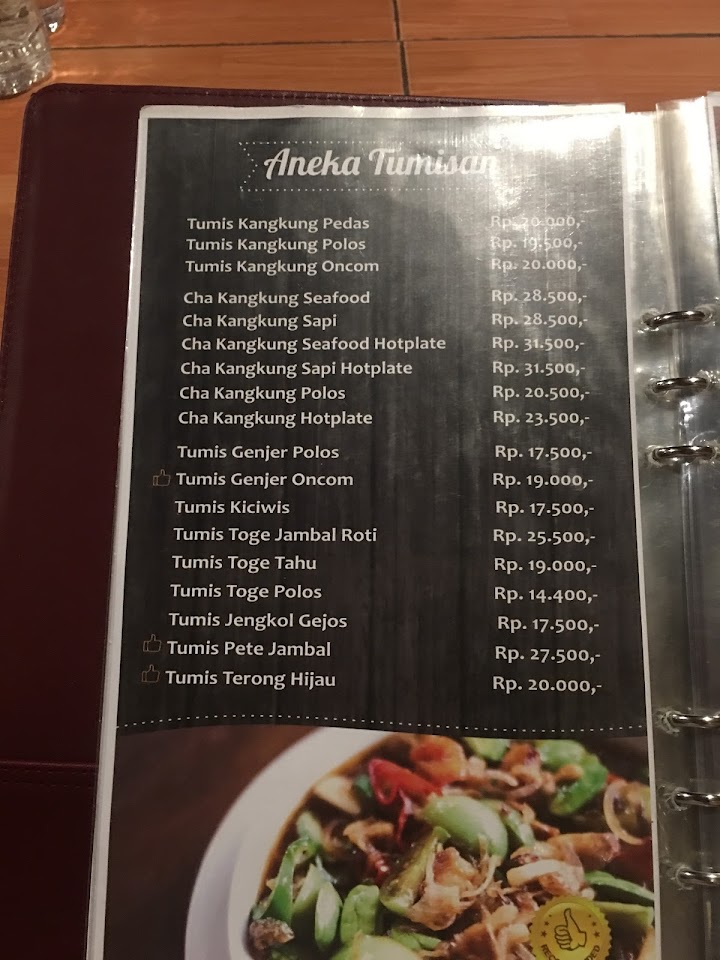 Aneka Tumisan
Tumis Kangkung Pedas Rp. 20.000,-
Tumis Kangkung Polos Rp. 19.500,-
Tumis Kangkung Oncom Rp. 20.000,-
Cha Kangkung Seafood Rp. 28.500,-
Cha Kangkung Sapi Rp. 28.500,-
Cha Kangkung Seafood Hotplate Rp. 31.500,-
Cha Kangkung Sapi Hotplate Rp. 31.500,-
Cha Kangkung Polos Rp. 20.500,-
Cha Kangkung Hotplate Rp. 23.500,-
Tumis Genjer Polos Rp. 17.500,-
Tumis Genjer Oncom Rp. 19.000,-
Tumis Kiciwis Rp. 17.500,-
Tumis Toge Jambal Roti Rp. 25.500,-
Tumis Toge Tahu Rp. 19.000,-
Tumis Toge Polos Rp. 14.400,-
Tumis Jengkol Gejos Rp. 17.500,-
Tumis Pete Jambal Rp. 27.500,-
Tumis Terong Hijau Rp. 20.000,-